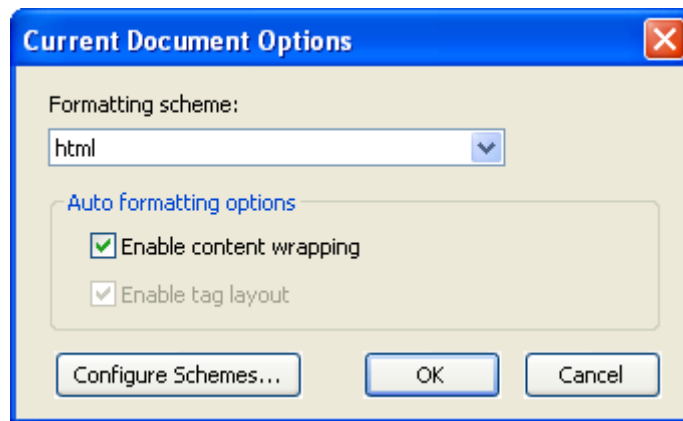 Current Document Options
Formatting scheme:
html
Auto formatting options
Enable content wrapping
Enable tag layout
Configure Schemes... OK Cancel